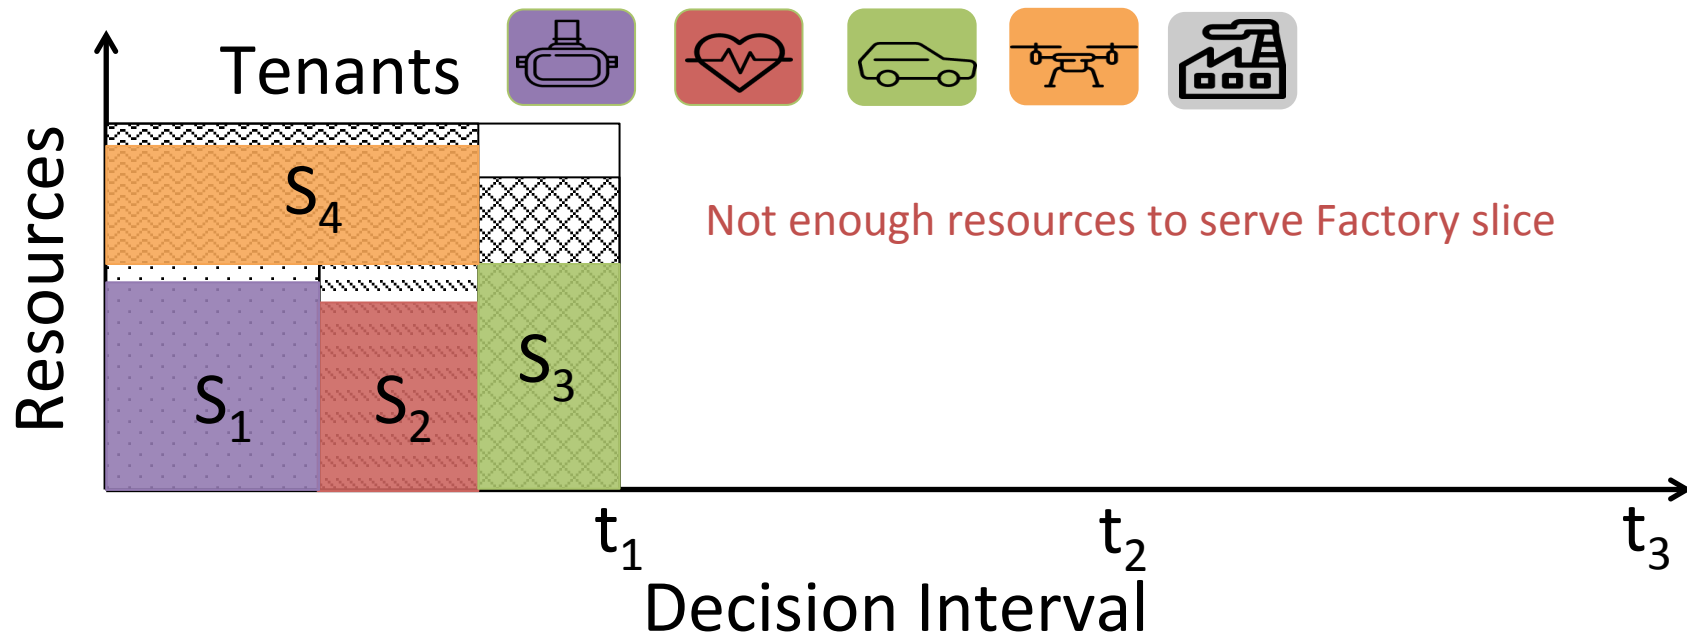 Tenants
Resources
S4
Not enough resources to serve Factory slice
S1
S2
S3
t1
t2
t3
Decision Interval